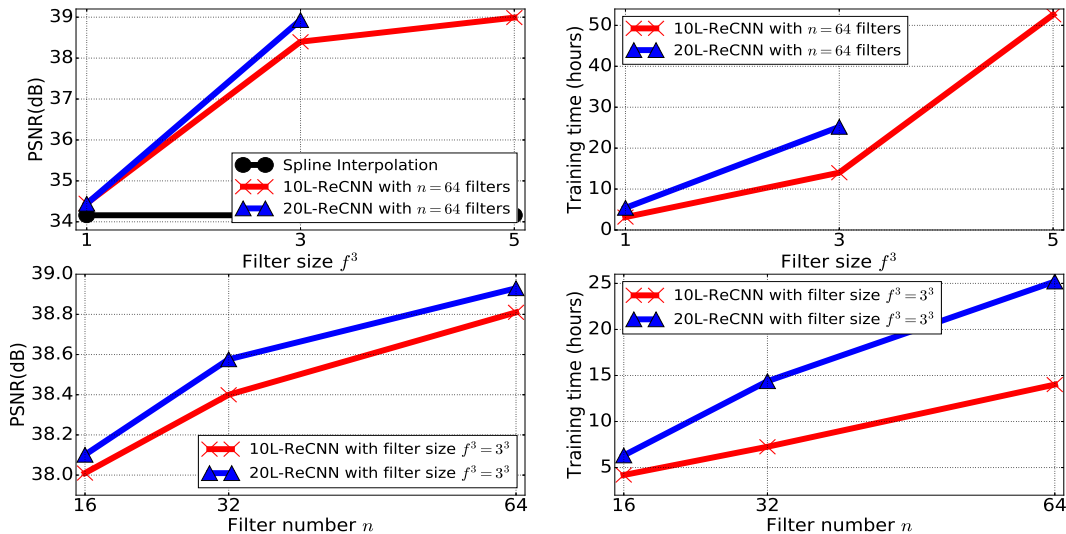 39
38
37
36
35
34
PSNR(dB)
Spline Interpolation
10L-ReCNN with n=64 filters
20L-ReCNN with n=64 filters
1 3 5
Filter size f³
50
40
30
20
10
0
Training time (hours)
10L-ReCNN with n=64 filters
20L-ReCNN with n=64 filters
1 3 5
Filter size f³
39.0
38.8
38.6
38.4
38.2
38.0
PSNR(dB)
10L-ReCNN with filter size f³=3³
20L-ReCNN with filter size f³=3³
16 32 64
Filter number n
25
20
15
10
5
Training time (hours)
10L-ReCNN with filter size f³=3³
20L-ReCNN with filter size f³=3³
16 32 64
Filter number n